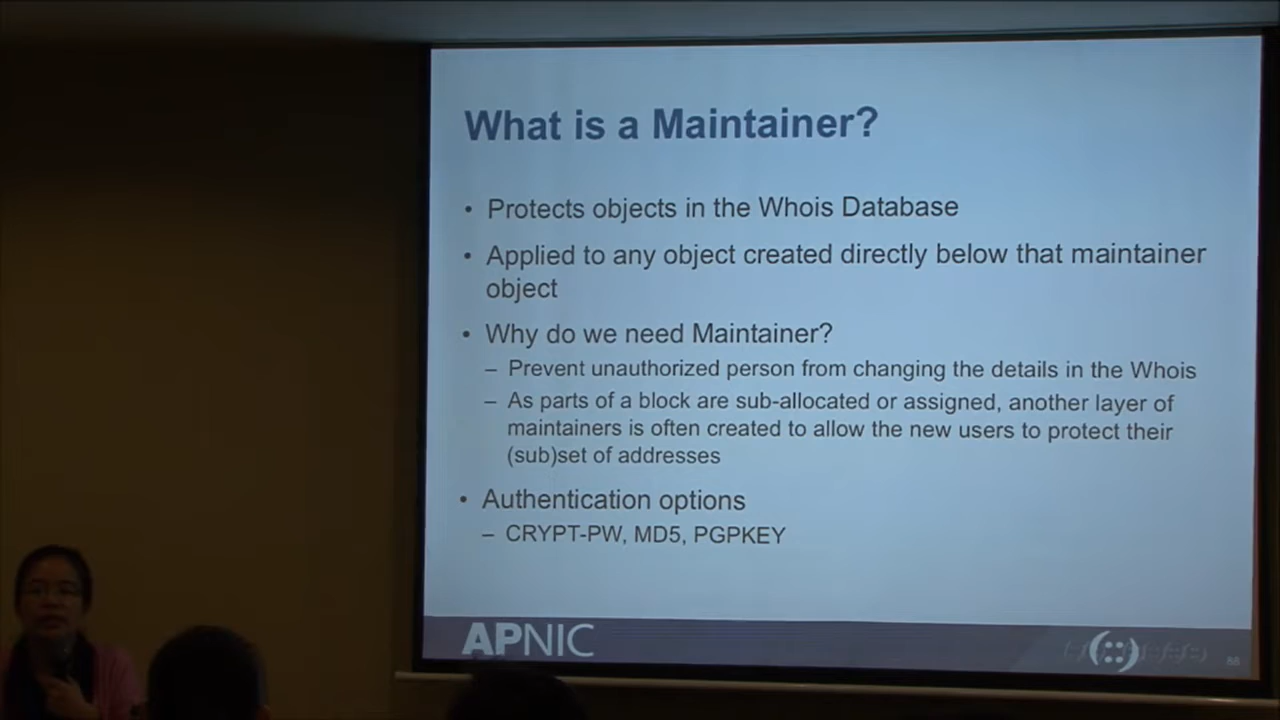 What is a Maintainer?
• Protects objects in the Whois Database
• Applied to any object created directly below that maintainer
object
• Why do we need Maintainer?
– Prevent unauthorized person from changing the details in the Whois
– As parts of a block are sub-allocated or assigned, another layer of
maintainers is often created to allow the new users to protect their
(sub)set of addresses
• Authentication options
– CRYPT-PW, MD5, PGPKEY
APNIC
(::)
88